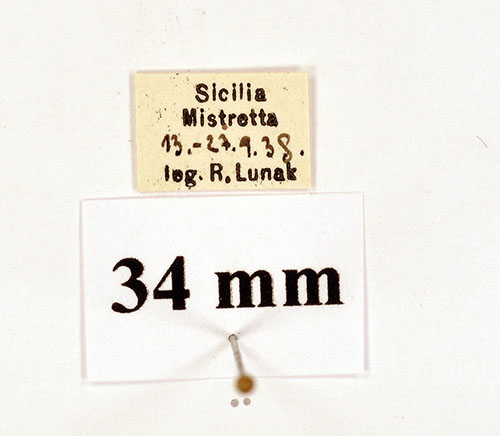 Sicilia
Mistretta
13.-27.9.38.
leg. R. Lunak
34 mm